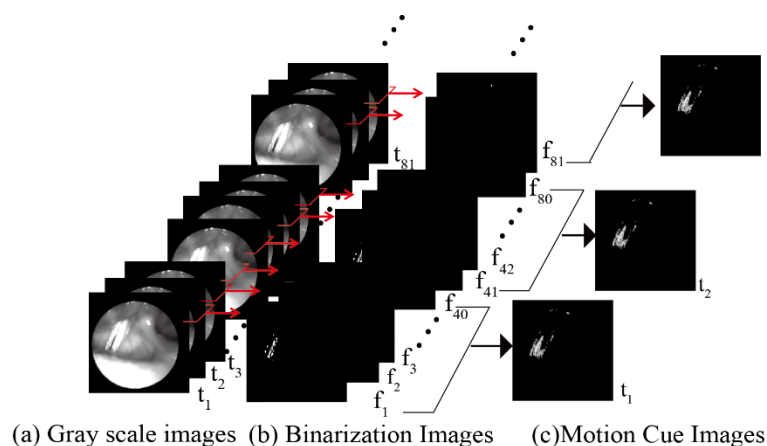 t81
f81
f80
f42
f41
f40
f3
f2
f1
t3
t2
t1
t2
t1
(a) Gray scale images (b) Binarization Images (c)Motion Cue Images